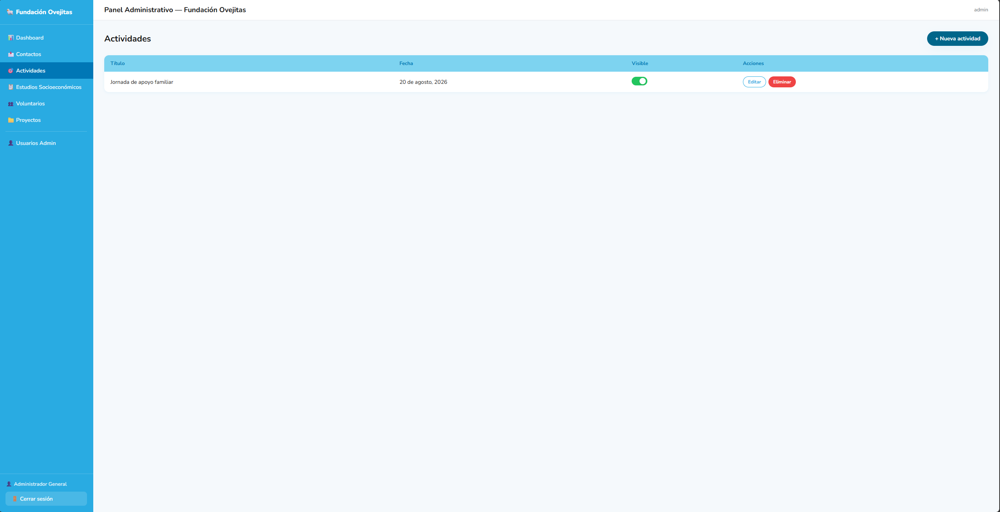 Fundación Ovejitas
Panel Administrativo — Fundación Ovejitas
admin
Dashboard
Contactos
Actividades
Estudios Socioeconómicos
Voluntarios
Proyectos
Usuarios Admin
Actividades
+ Nueva actividad
Título Fecha Visible Acciones
Jornada de apoyo familiar 20 de agosto, 2026 Editar Eliminar
Administrador General
Cerrar sesión